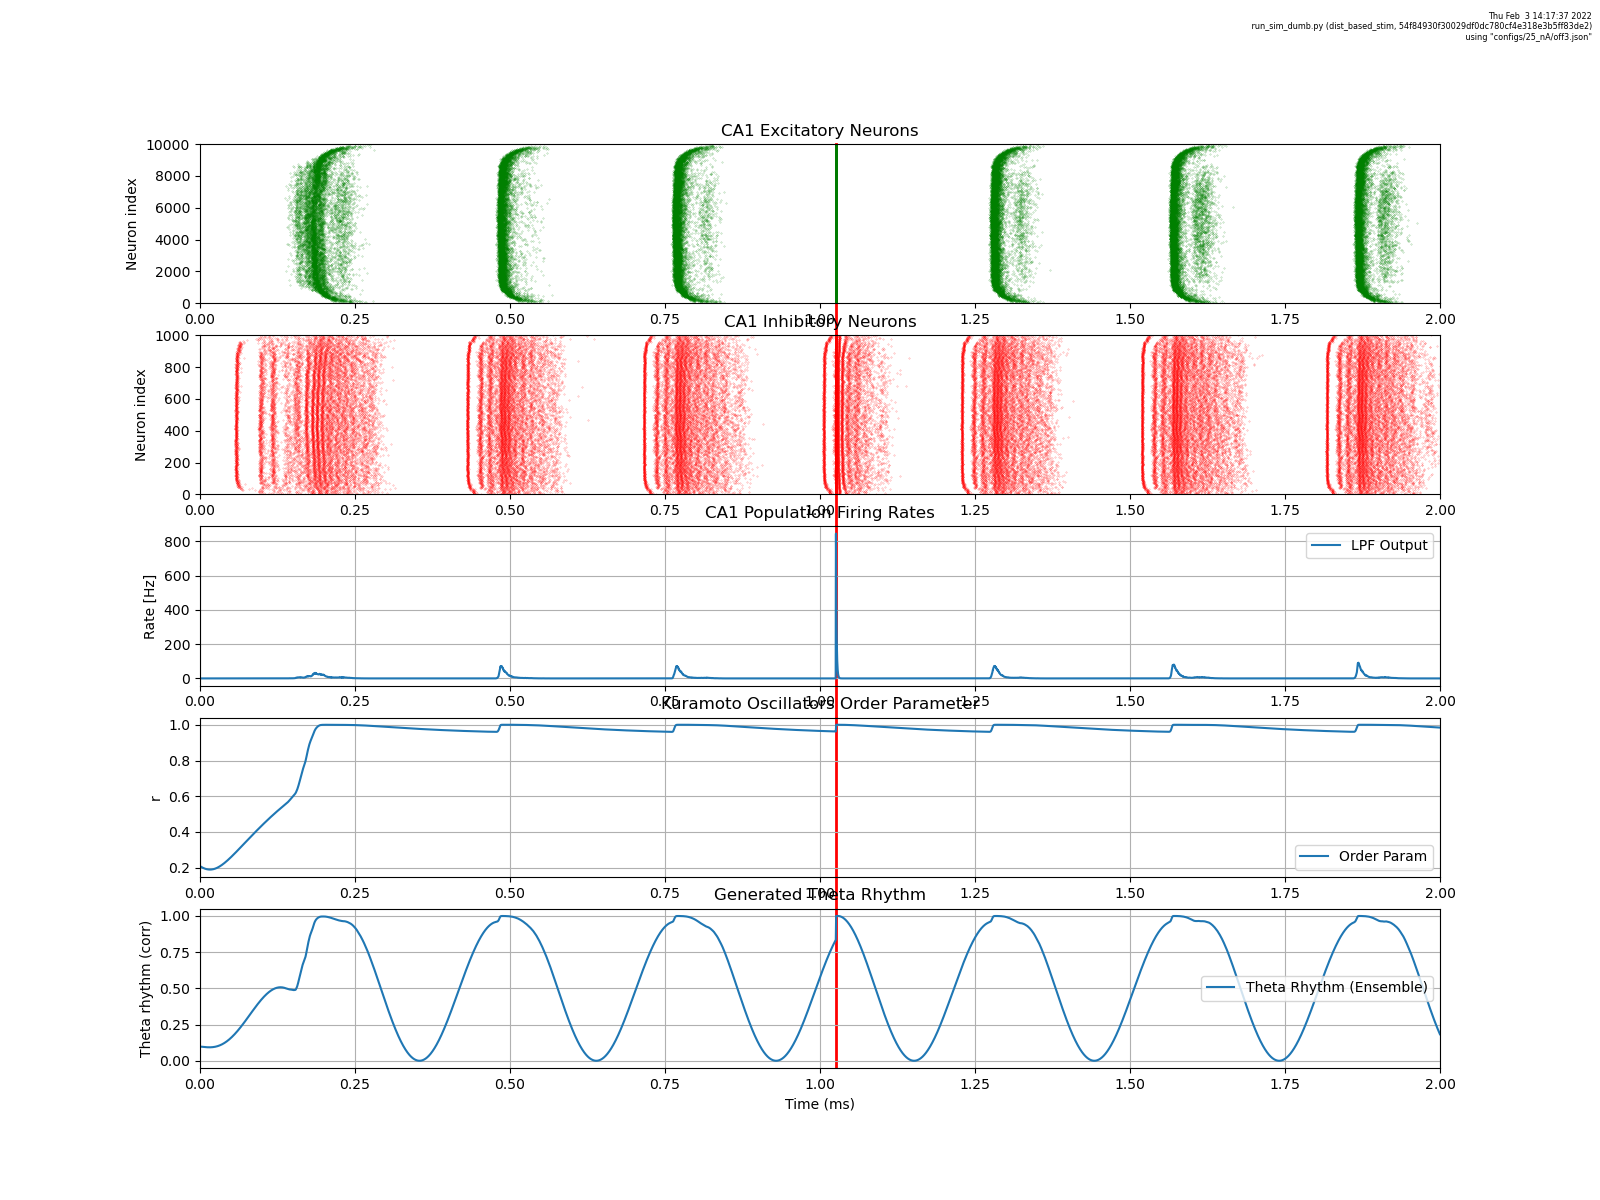 Thu Feb  3 14:17:37 2022
run_sim_dumb.py (dist_based_stim, 54f84930f30029df0dc780cf4e318e3b5ff83de2)
using "configs/25_nA/off3.json"
CA1 Excitatory Neurons
Neuron index
10000
8000
6000
4000
2000
0
0.00 0.25 0.50 0.75 1.00 1.25 1.50 1.75 2.00
CA1 Inhibitory Neurons
Neuron index
1000
800
600
400
200
0
0.00 0.25 0.50 0.75 1.00 1.25 1.50 1.75 2.00
CA1 Population Firing Rates
Rate [Hz]
800
600
400
200
0
LPF Output
0.00 0.25 0.50 0.75 1.00 1.25 1.50 1.75 2.00
Kuramoto Oscillators Order Parameter
r
1.0
0.8
0.6
0.4
0.2
Order Param
0.00 0.25 0.50 0.75 1.00 1.25 1.50 1.75 2.00
Generated Theta Rhythm
Theta rhythm (corr)
1.00
0.75
0.50
0.25
0.00
Theta Rhythm (Ensemble)
0.00 0.25 0.50 0.75 1.00 1.25 1.50 1.75 2.00
Time (ms)